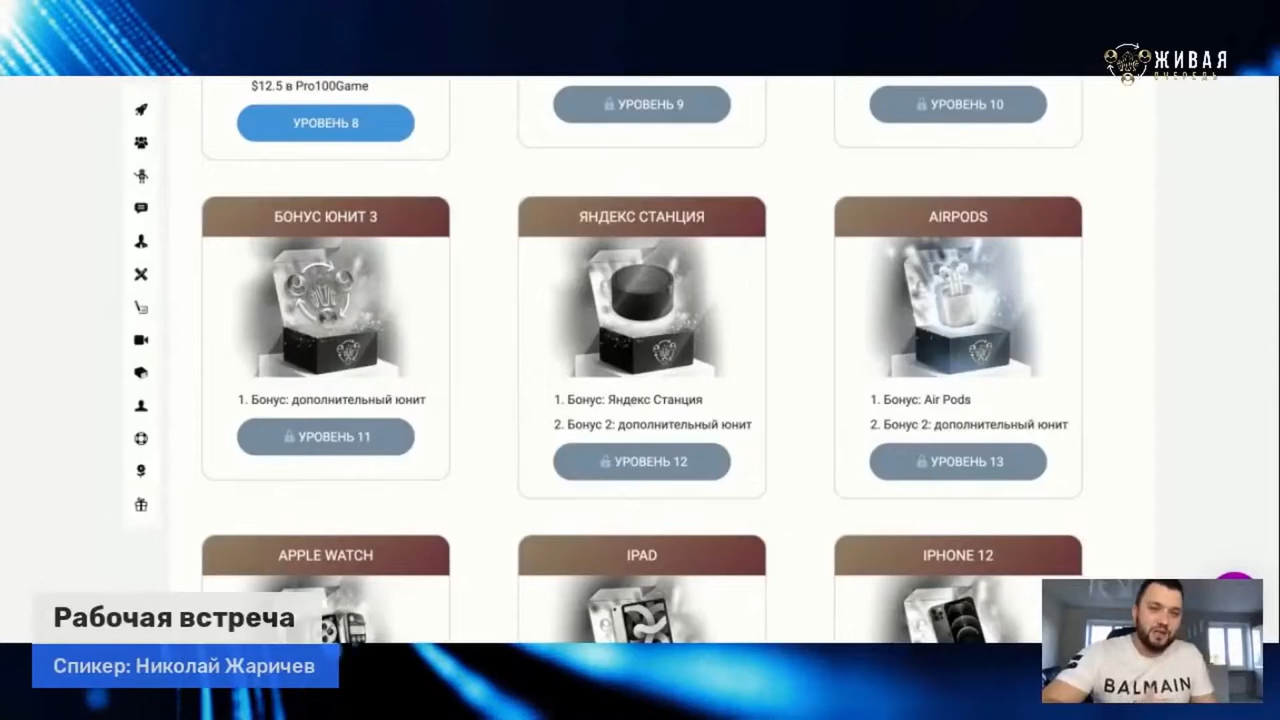 ЖИВАЯ
ОЧЕРЕДЬ
$12.5 в Pro100Game
УРОВЕНЬ 8
УРОВЕНЬ 9
УРОВЕНЬ 10
БОНУС ЮНИТ 3
ЯНДЕКС СТАНЦИЯ
AIRPODS
1. Бонус: дополнительный юнит
УРОВЕНЬ 11
1. Бонус: Яндекс Станция
2. Бонус 2: дополнительный юнит
УРОВЕНЬ 12
1. Бонус: Air Pods
2. Бонус 2: дополнительный юнит
УРОВЕНЬ 13
APPLE WATCH
IPAD
IPHONE 12
Рабочая встреча
Спикер: Николай Жаричев
BALMAIN